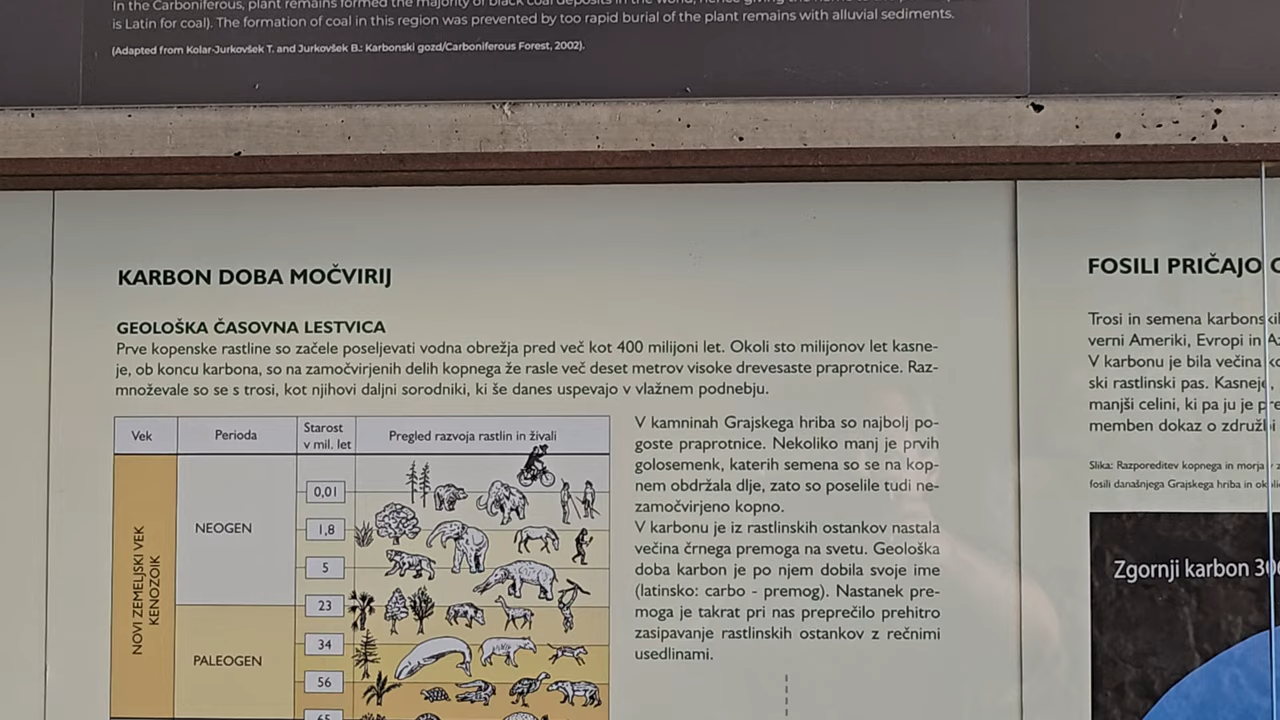 In the Carboniferous, plant remains formed the majority of black coal deposits in the world, hence giving the name to the
is Latin for coal). The formation of coal in this region was prevented by too rapid burial of the plant remains with alluvial sediments.
(Adapted from Kolar-Jurkovšek T. and Jurkovšek B.: Karbonski gozd/Carboniferous Forest, 2002).
KARBON DOBA MOČVIRIJ
GEOLOŠKA ČASOVNA LESTVICA
Prve kopenske rastline so začele poseljevati vodna obrežja pred več kot 400 milijoni let. Okoli sto milijonov let kasne-
je, ob koncu karbona, so na zamočvirjenih delih kopnega že rasle več deset metrov visoke drevesaste praprotnice. Raz-
množevale so se s trosi, kot njihovi daljni sorodniki, ki še danes uspevajo v vlažnem podnebju.
Vek
Perioda
Starost
v mil. let
Pregled razvoja rastlin in živali
NOVI ZEMELJSKI VEK
KENOZOIK
NEOGEN
PALEOGEN
0,01
1,8
5
23
34
56
65
V kamninah Grajskega hriba so najbolj po-
goste praprotnice. Nekoliko manj je prvih
golosemenk, katerih semena so se na kop-
nem obdržala dlje, zato so poselile tudi ne-
zamočvirjeno kopno.
V karbonu je iz rastlinskih ostankov nastala
večina črnega premoga na svetu. Geološka
doba karbon je po njem dobila svoje ime
(latinsko: carbo - premog). Nastanek pre-
moga je takrat pri nas preprečilo prehitro
zasipavanje rastlinskih ostankov z rečnimi
usedlinami.
FOSILI PRIČAJO
Trosi in semena
verni Ameriki, Evropi in
V karbonu je bila večina
ski rastlinski pas. Kasneje,
manjši celini, ki pa ju je
memben dokaz o
Slika: Razporeditev kopnega in morja
fosili današnjega Grajskega hriba in
Zgornji karbon